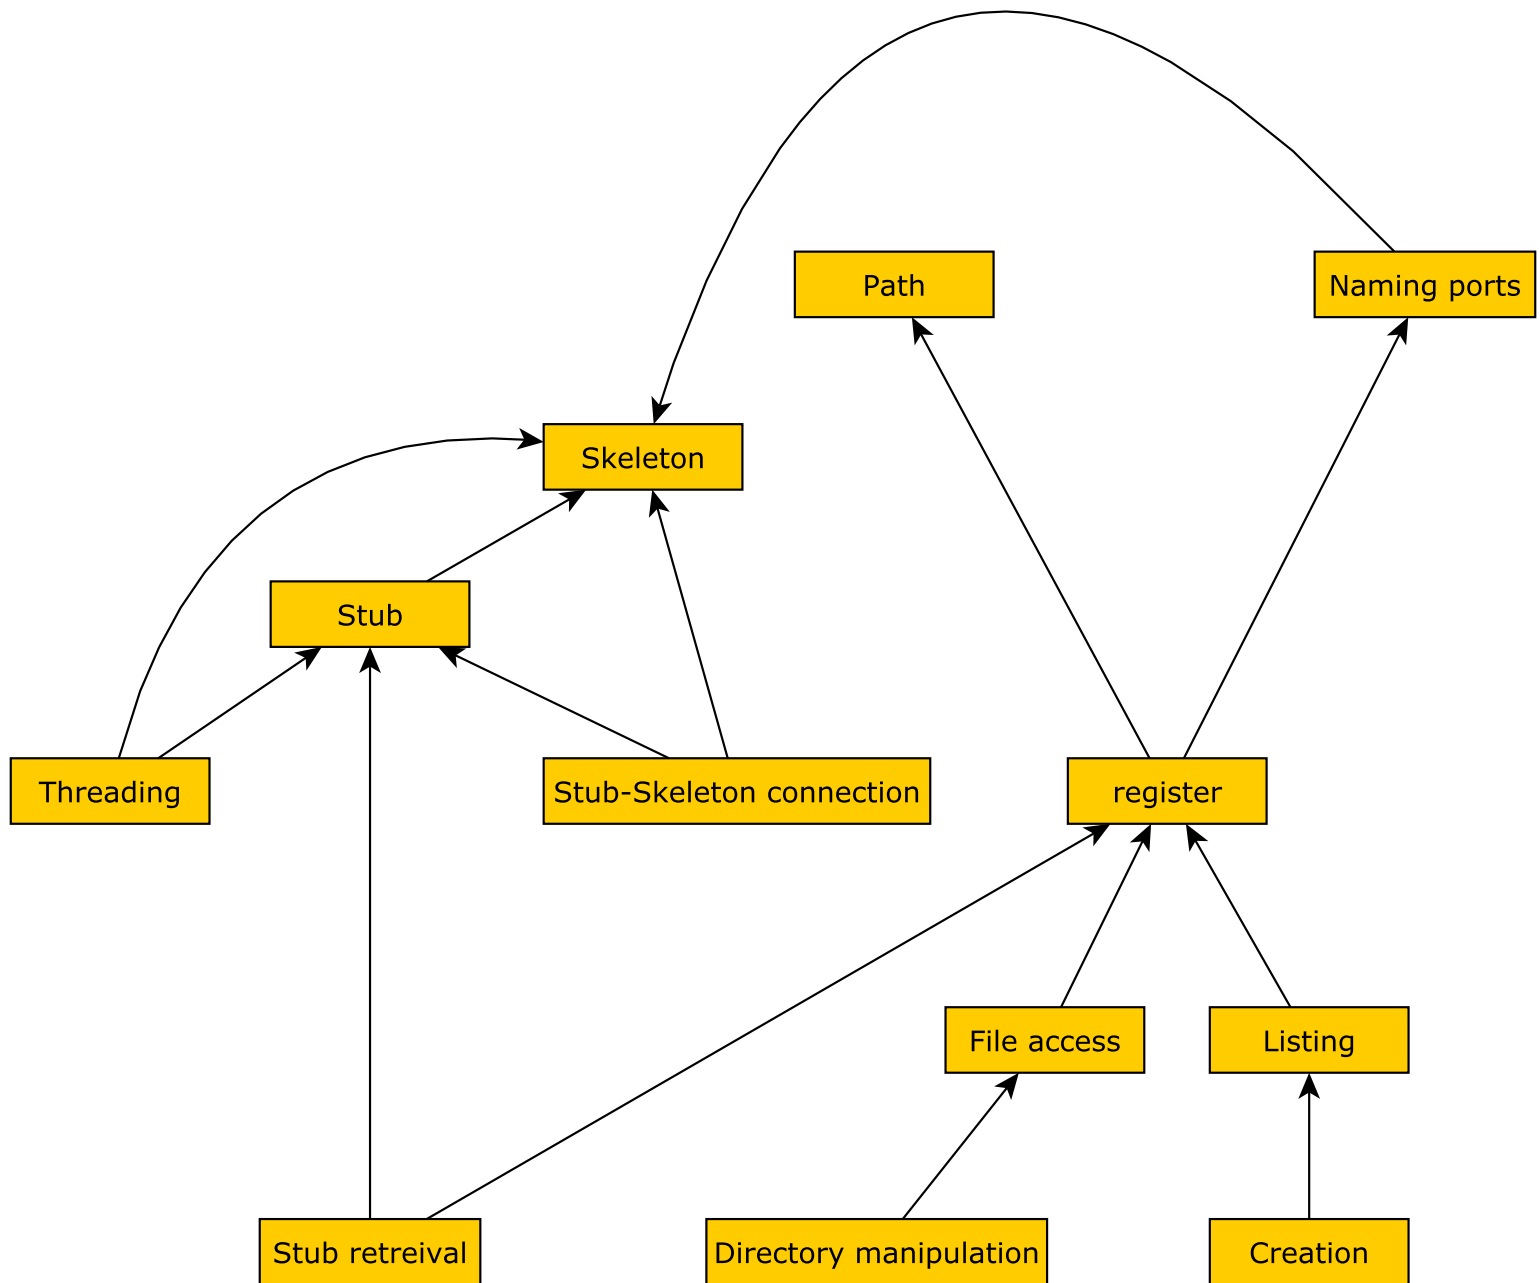 Path
Naming ports
Skeleton
Stub
Threading
Stub-Skeleton connection
register
File access
Listing
Stub retreival
Directory manipulation
Creation